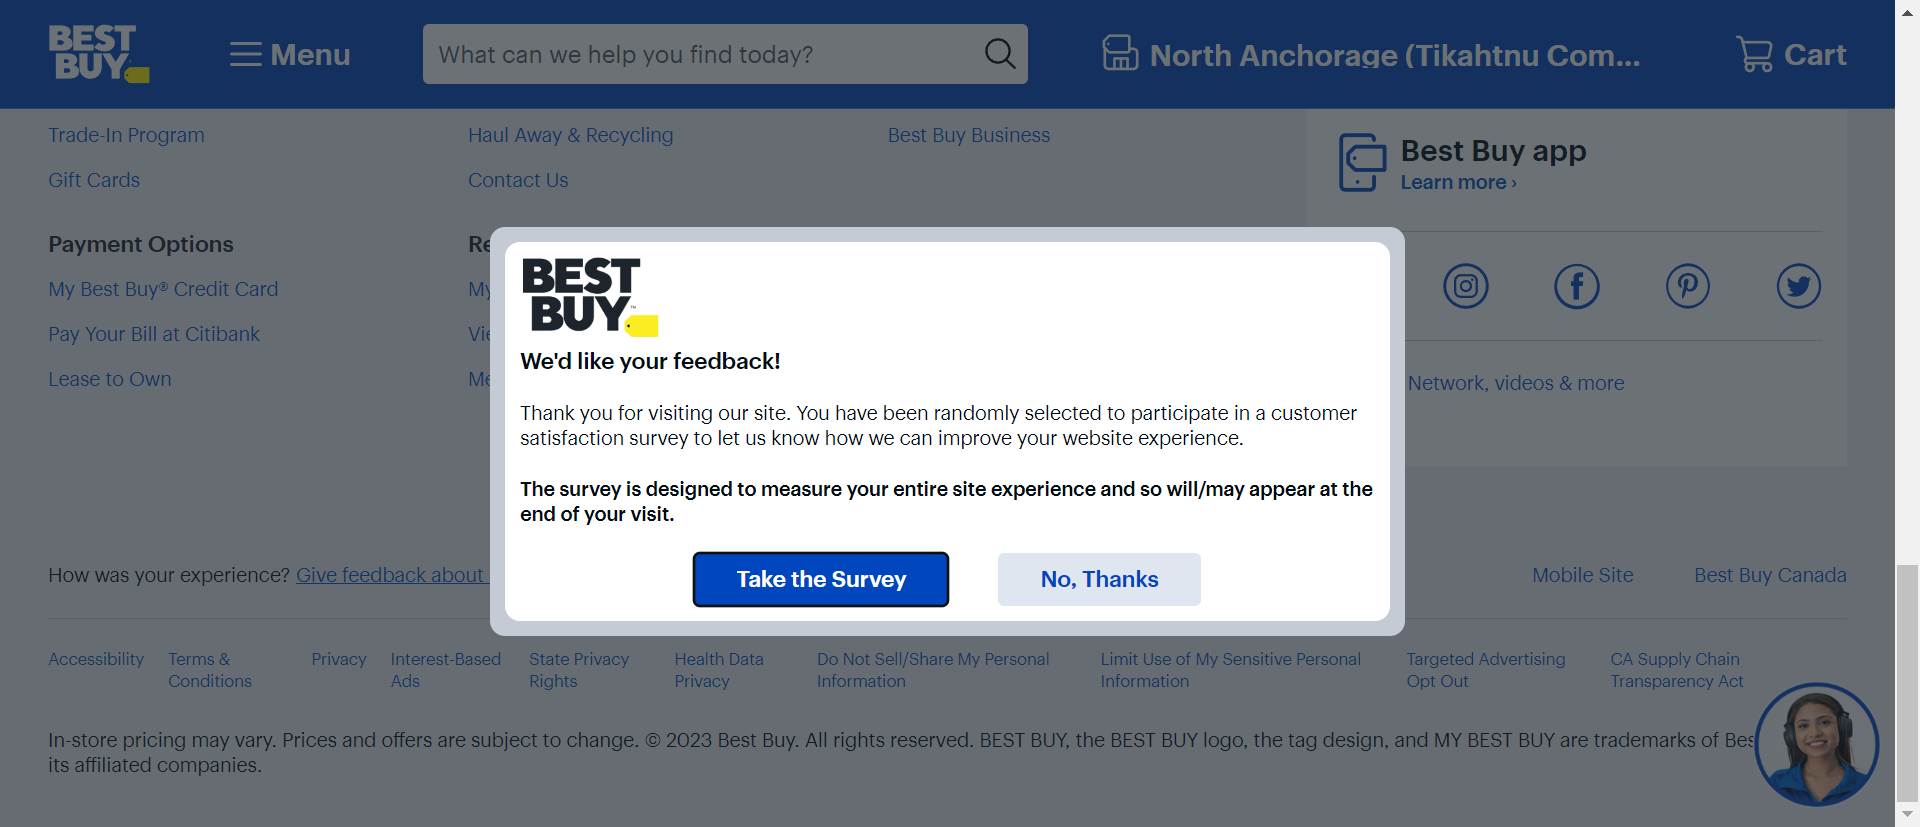 BEST BUY
Menu
What can we help you find today?
North Anchorage (Tikahtnu Com...
Cart
Trade-In Program
Haul Away & Recycling
Best Buy Business
Gift Cards
Contact Us
Best Buy app
Learn more ›
Payment Options
My Best Buy® Credit Card
Pay Your Bill at Citibank
Lease to Own
BEST BUY™
We'd like your feedback!
Thank you for visiting our site. You have been randomly selected to participate in a customer
satisfaction survey to let us know how we can improve your website experience.
The survey is designed to measure your entire site experience and so will/may appear at the
end of your visit.
Take the Survey
No, Thanks
Network, videos & more
How was your experience? Give feedback about
Mobile Site
Best Buy Canada
Accessibility
Terms &
Conditions
Privacy
Interest-Based
Ads
State Privacy
Rights
Health Data
Privacy
Do Not Sell/Share My Personal
Information
Limit Use of My Sensitive Personal
Information
Targeted Advertising
Opt Out
CA Supply Chain
Transparency Act
In-store pricing may vary. Prices and offers are subject to change. © 2023 Best Buy. All rights reserved. BEST BUY, the BEST BUY logo, the tag design, and MY BEST BUY are trademarks of
its affiliated companies.